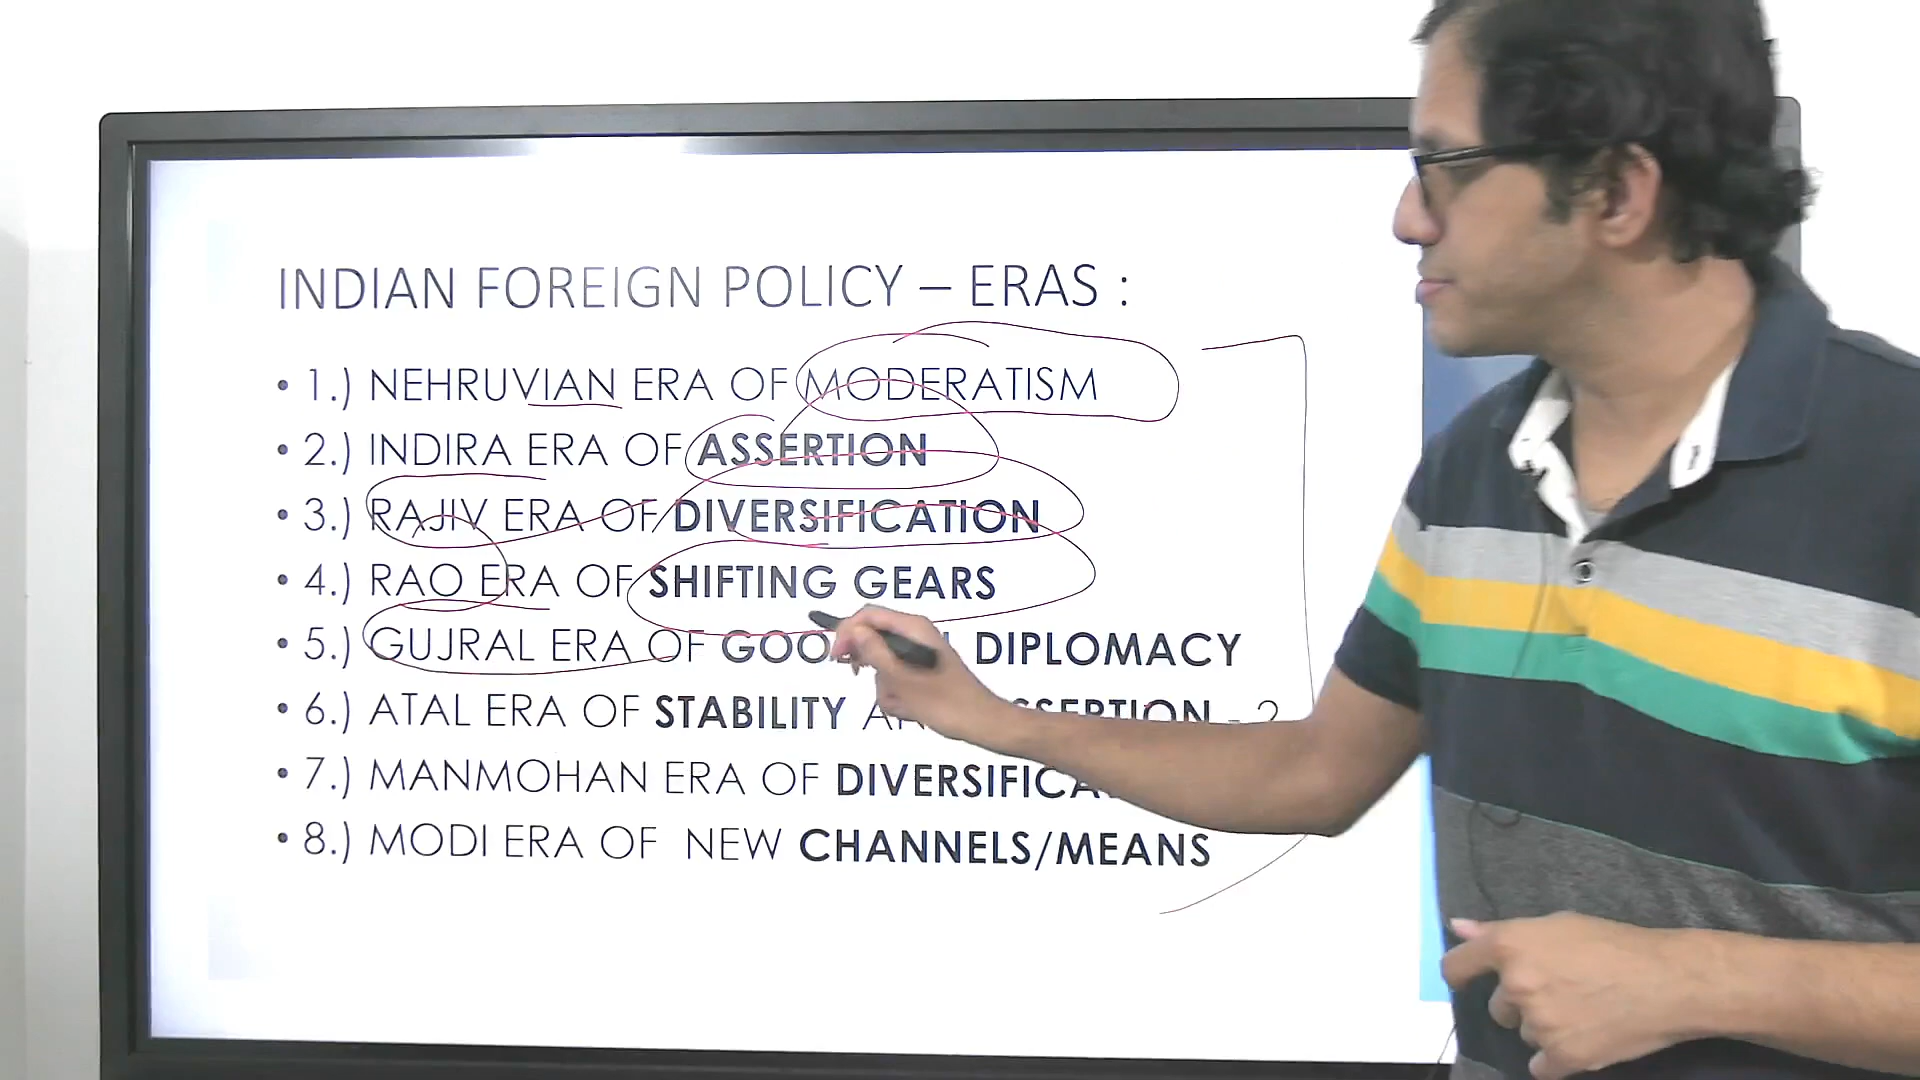 INDIAN FOREIGN POLICY – ERAS :
• 1.) NEHRUVIAN ERA OF MODERATISM
• 2.) INDIRA ERA OF ASSERTION
• 3.) RAJIV ERA OF DIVERSIFICATION
• 4.) RAO ERA OF SHIFTING GEARS
• 5.) GUJRAL ERA OF DIPLOMACY
• 6.) ATAL ERA OF STABILITY ASSERTION - 2
• 7.) MANMOHAN ERA OF
• 8.) MODI ERA OF NEW CHANNELS/MEANS